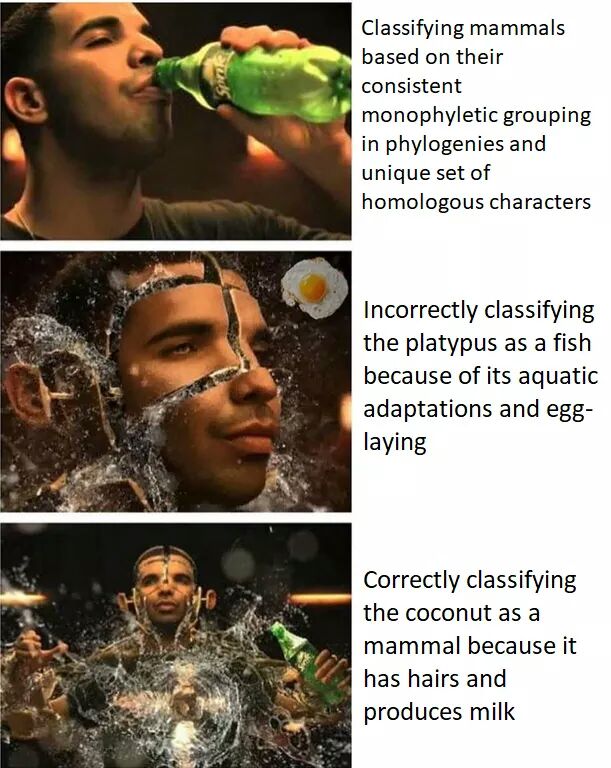 Classifying mammals
based on their
consistent
monophyletic grouping
in phylogenies and
unique set of
homologous characters
Sprite
Incorrectly classifying
the platypus as a fish
because of its aquatic
adaptations and egg-
laying
Correctly classifying
the coconut as a
mammal because it
has hairs and
produces milk